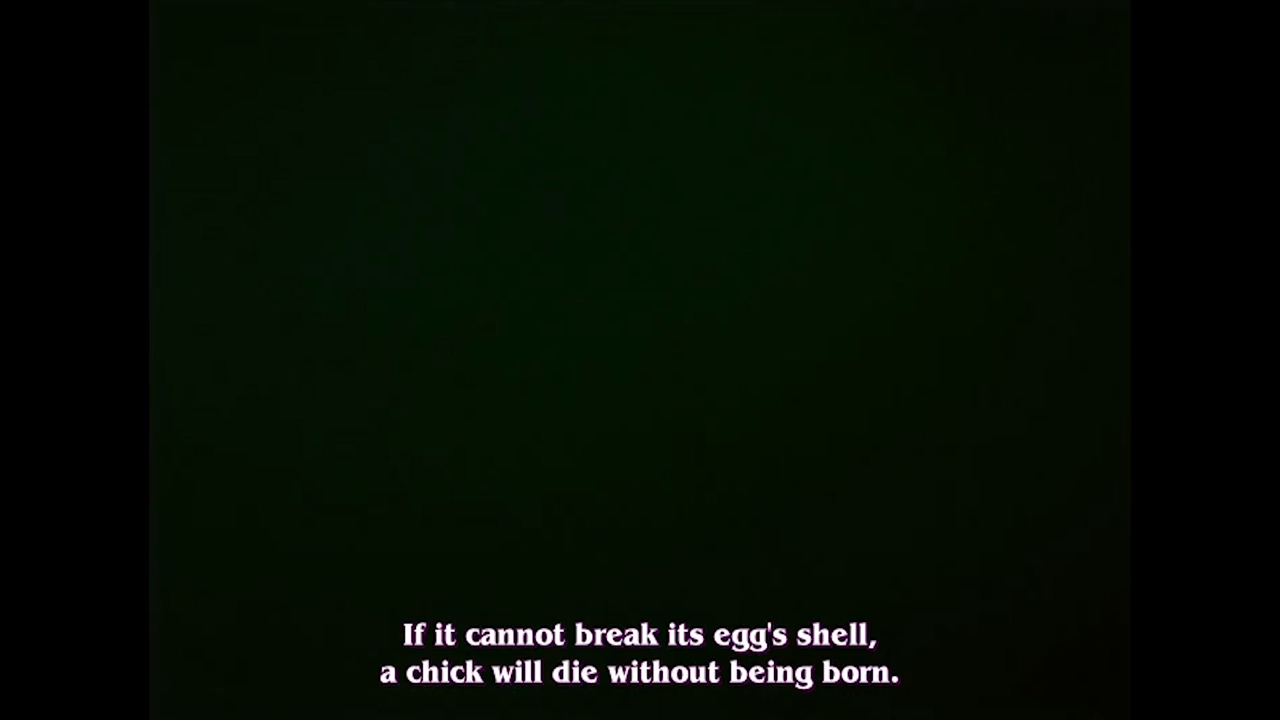 If it cannot break its egg's shell,
a chick will die without being born.